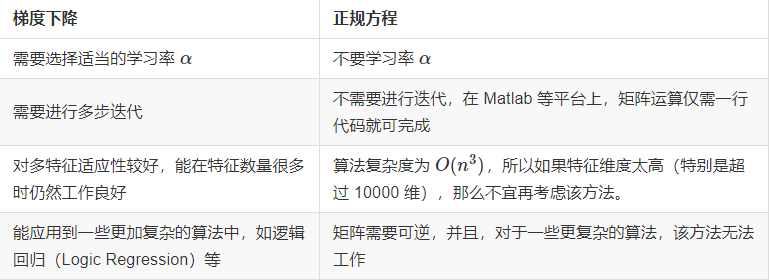 梯度下降
正规方程
需要选择适当的学习率 α
不要学习率 α
需要进行多步迭代
不需要进行迭代，在 Matlab 等平台上，矩阵运算仅需一行
代码就可完成
对多特征适应性较好，能在特征数量很多
时仍然工作良好
算法复杂度为 O(n³)，所以如果特征维度太高（特别是超
过 10000 维），那么不宜再考虑该方法。
能应用到一些更加复杂的算法中，如逻辑
回归（Logic Regression）等
矩阵需要可逆，并且，对于一些更复杂的算法，该方法无法
工作